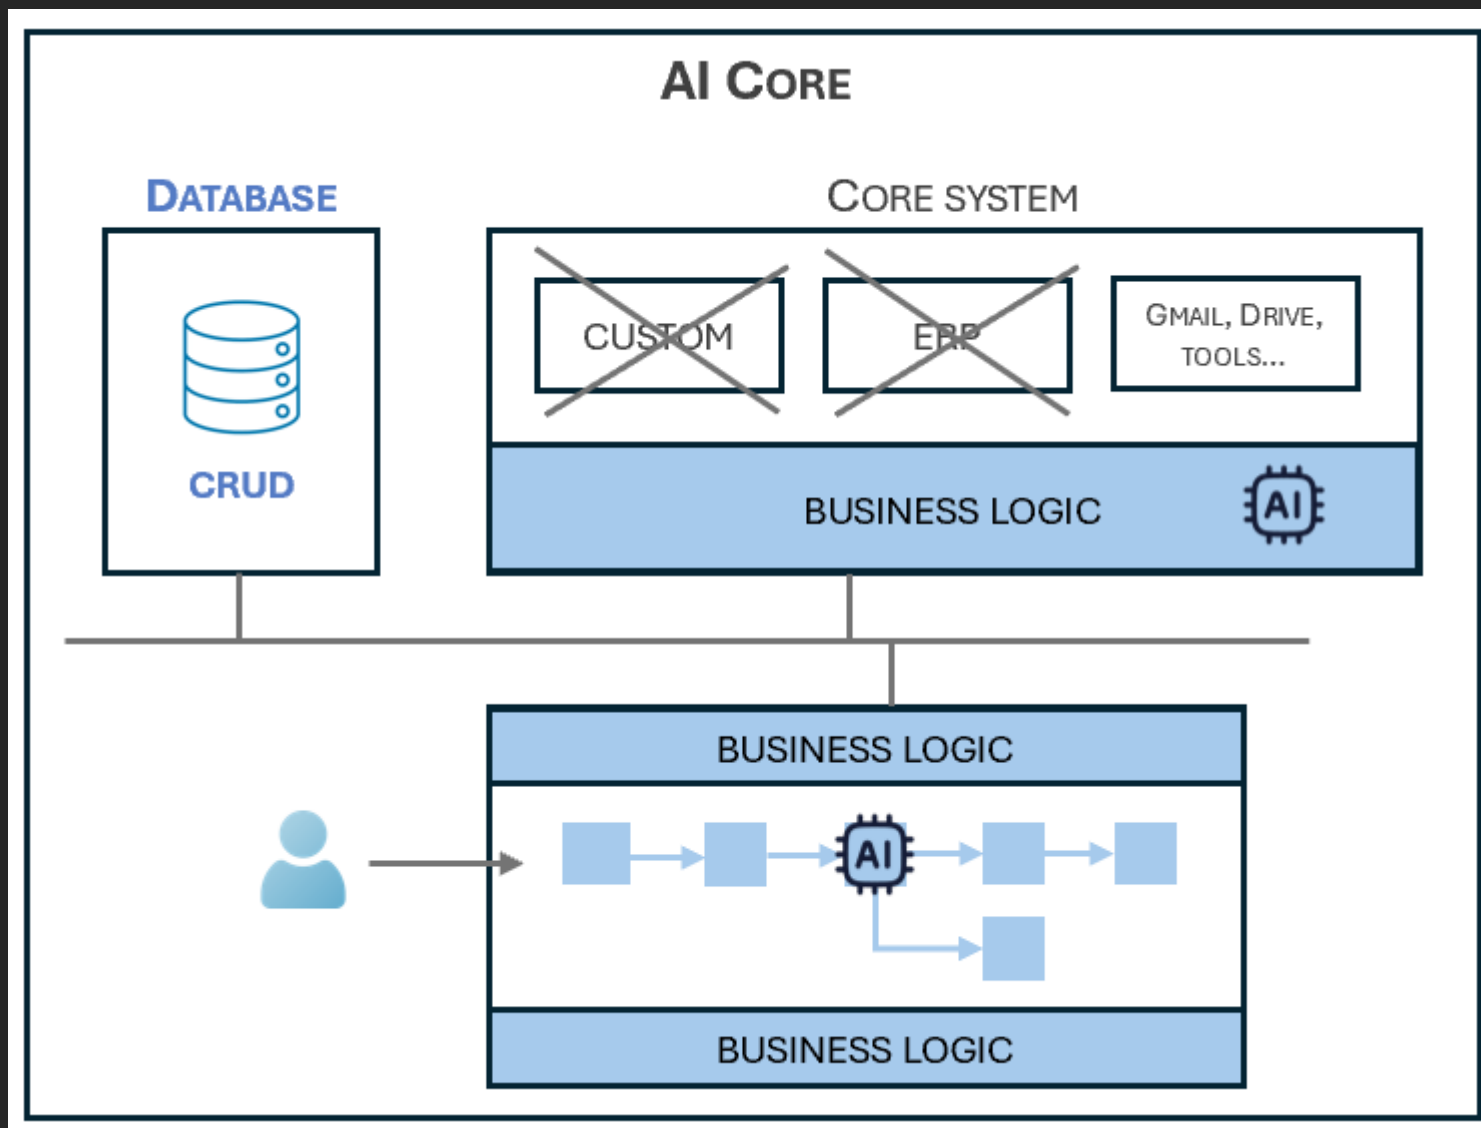 AI CORE
DATABASE
CRUD
CORE SYSTEM
CUSTOM
ERP
GMAIL, DRIVE,
TOOLS...
BUSINESS LOGIC
AI
BUSINESS LOGIC
AI
BUSINESS LOGIC